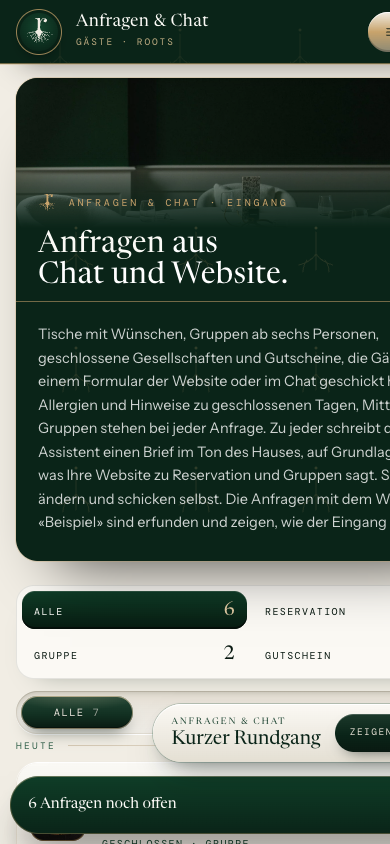 r
Anfragen & Chat
GÄSTE · ROOTS
r
ANFRAGEN & CHAT · EINGANG
Anfragen aus
Chat und Website.
Tische mit Wünschen, Gruppen ab sechs Personen,
geschlossene Gesellschaften und Gutscheine, die Gä
einem Formular der Website oder im Chat geschickt
Allergien und Hinweise zu geschlossenen Tagen, Mitt
Gruppen stehen bei jeder Anfrage. Zu jeder schreibt
Assistent einen Brief im Ton des Hauses, auf Grundlag
was Ihre Website zu Reservation und Gruppen sagt. S
ändern und schicken selbst. Die Anfragen mit dem W
«Beispiel» sind erfunden und zeigen, wie der Eingang
ALLE 6 RESERVATION
GRUPPE 2 GUTSCHEIN
ALLE 7
ANFRAGEN & CHAT
Kurzer Rundgang
ZEIGEN
HEUTE
6 Anfragen noch offen
GESCHLOSSEN · GRUPPE